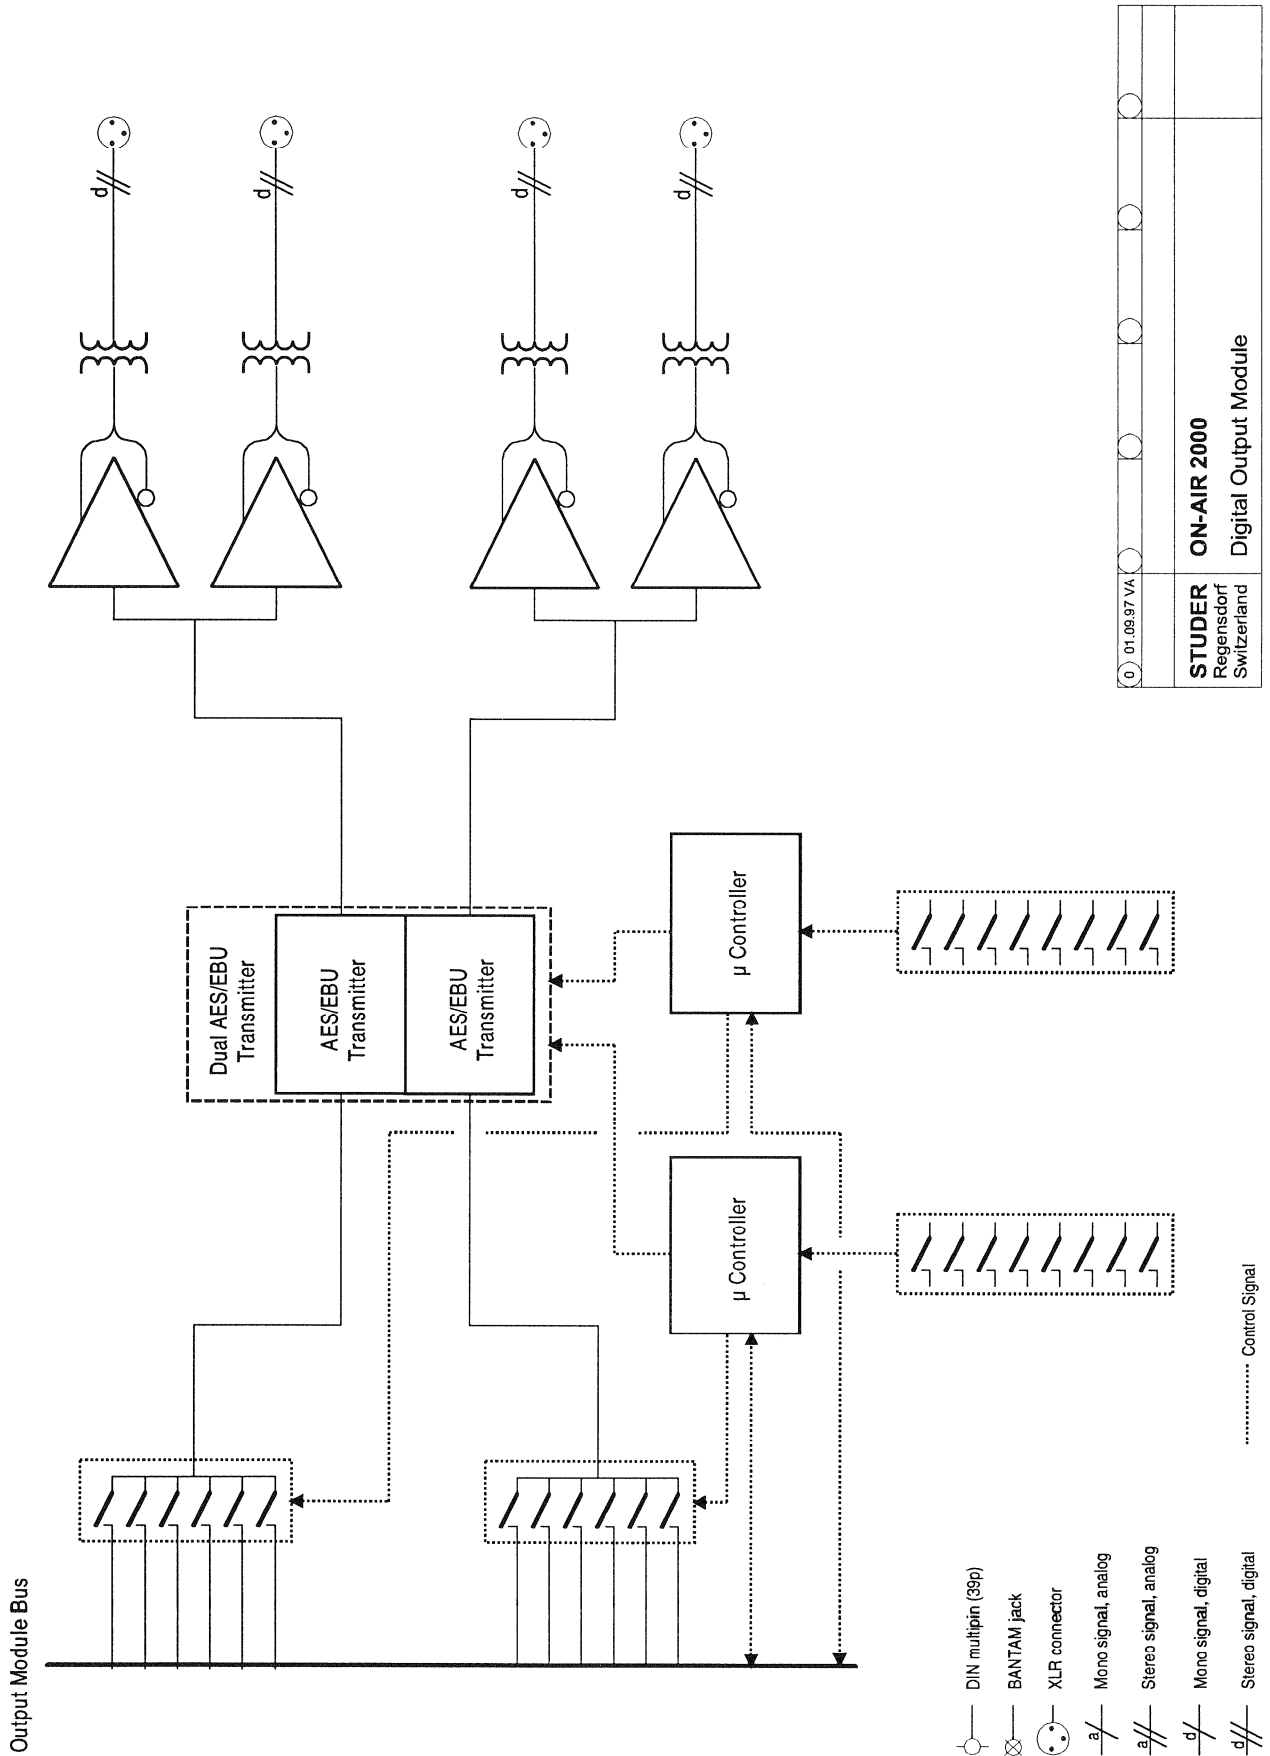 Output Module Bus
Dual AES/EBU
Transmitter
AES/EBU
Transmitter
AES/EBU
Transmitter
µ Controller
µ Controller
d
d
d
d
DIN multipin (39p)
BANTAM jack
XLR connector
a
Mono signal, analog
a
Stereo signal, analog
d
Mono signal, digital
d
Stereo signal, digital
Control Signal
0
01.09.97 VA
STUDER
Regensdorf
Switzerland
ON-AIR 2000
Digital Output Module